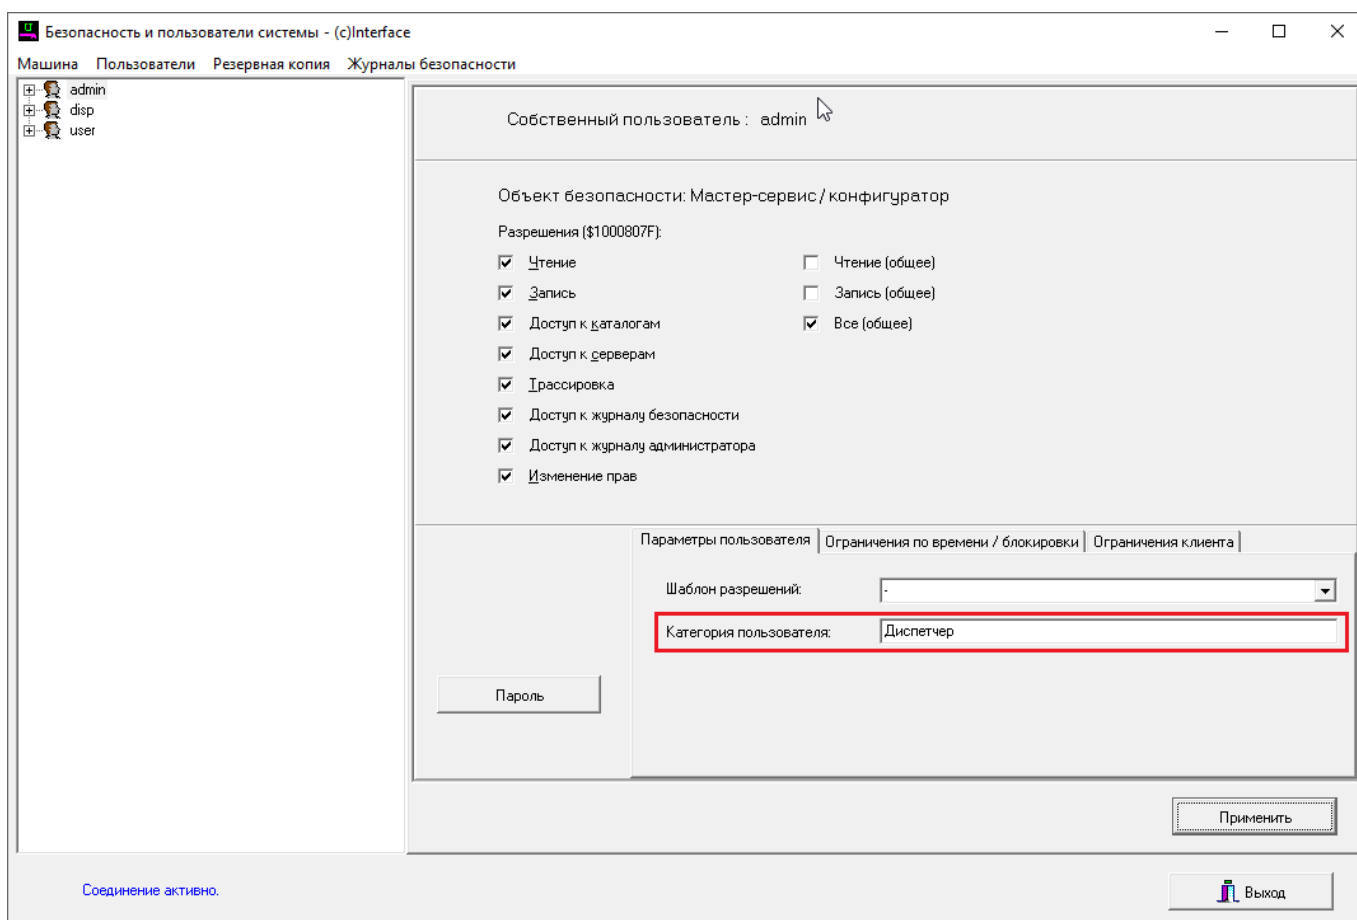 Безопасность и пользователи системы - (c)Interface
Машина Пользователи Резервная копия Журналы безопасности
admin
disp
user
Собственный пользователь : admin
Объект безопасности: Мастер-сервис / конфигуратор
Разрешения ($1000807F):
Чтение Чтение (общее)
Запись Запись (общее)
Доступ к каталогам Все (общее)
Доступ к серверам
Трассировка
Доступ к журналу безопасности
Доступ к журналу администратора
Изменение прав
Параметры пользователя Ограничения по времени / блокировки Ограничения клиента
Шаблон разрешений: -
Категория пользователя: Диспетчер
Пароль
Применить
Соединение активно.
Выход